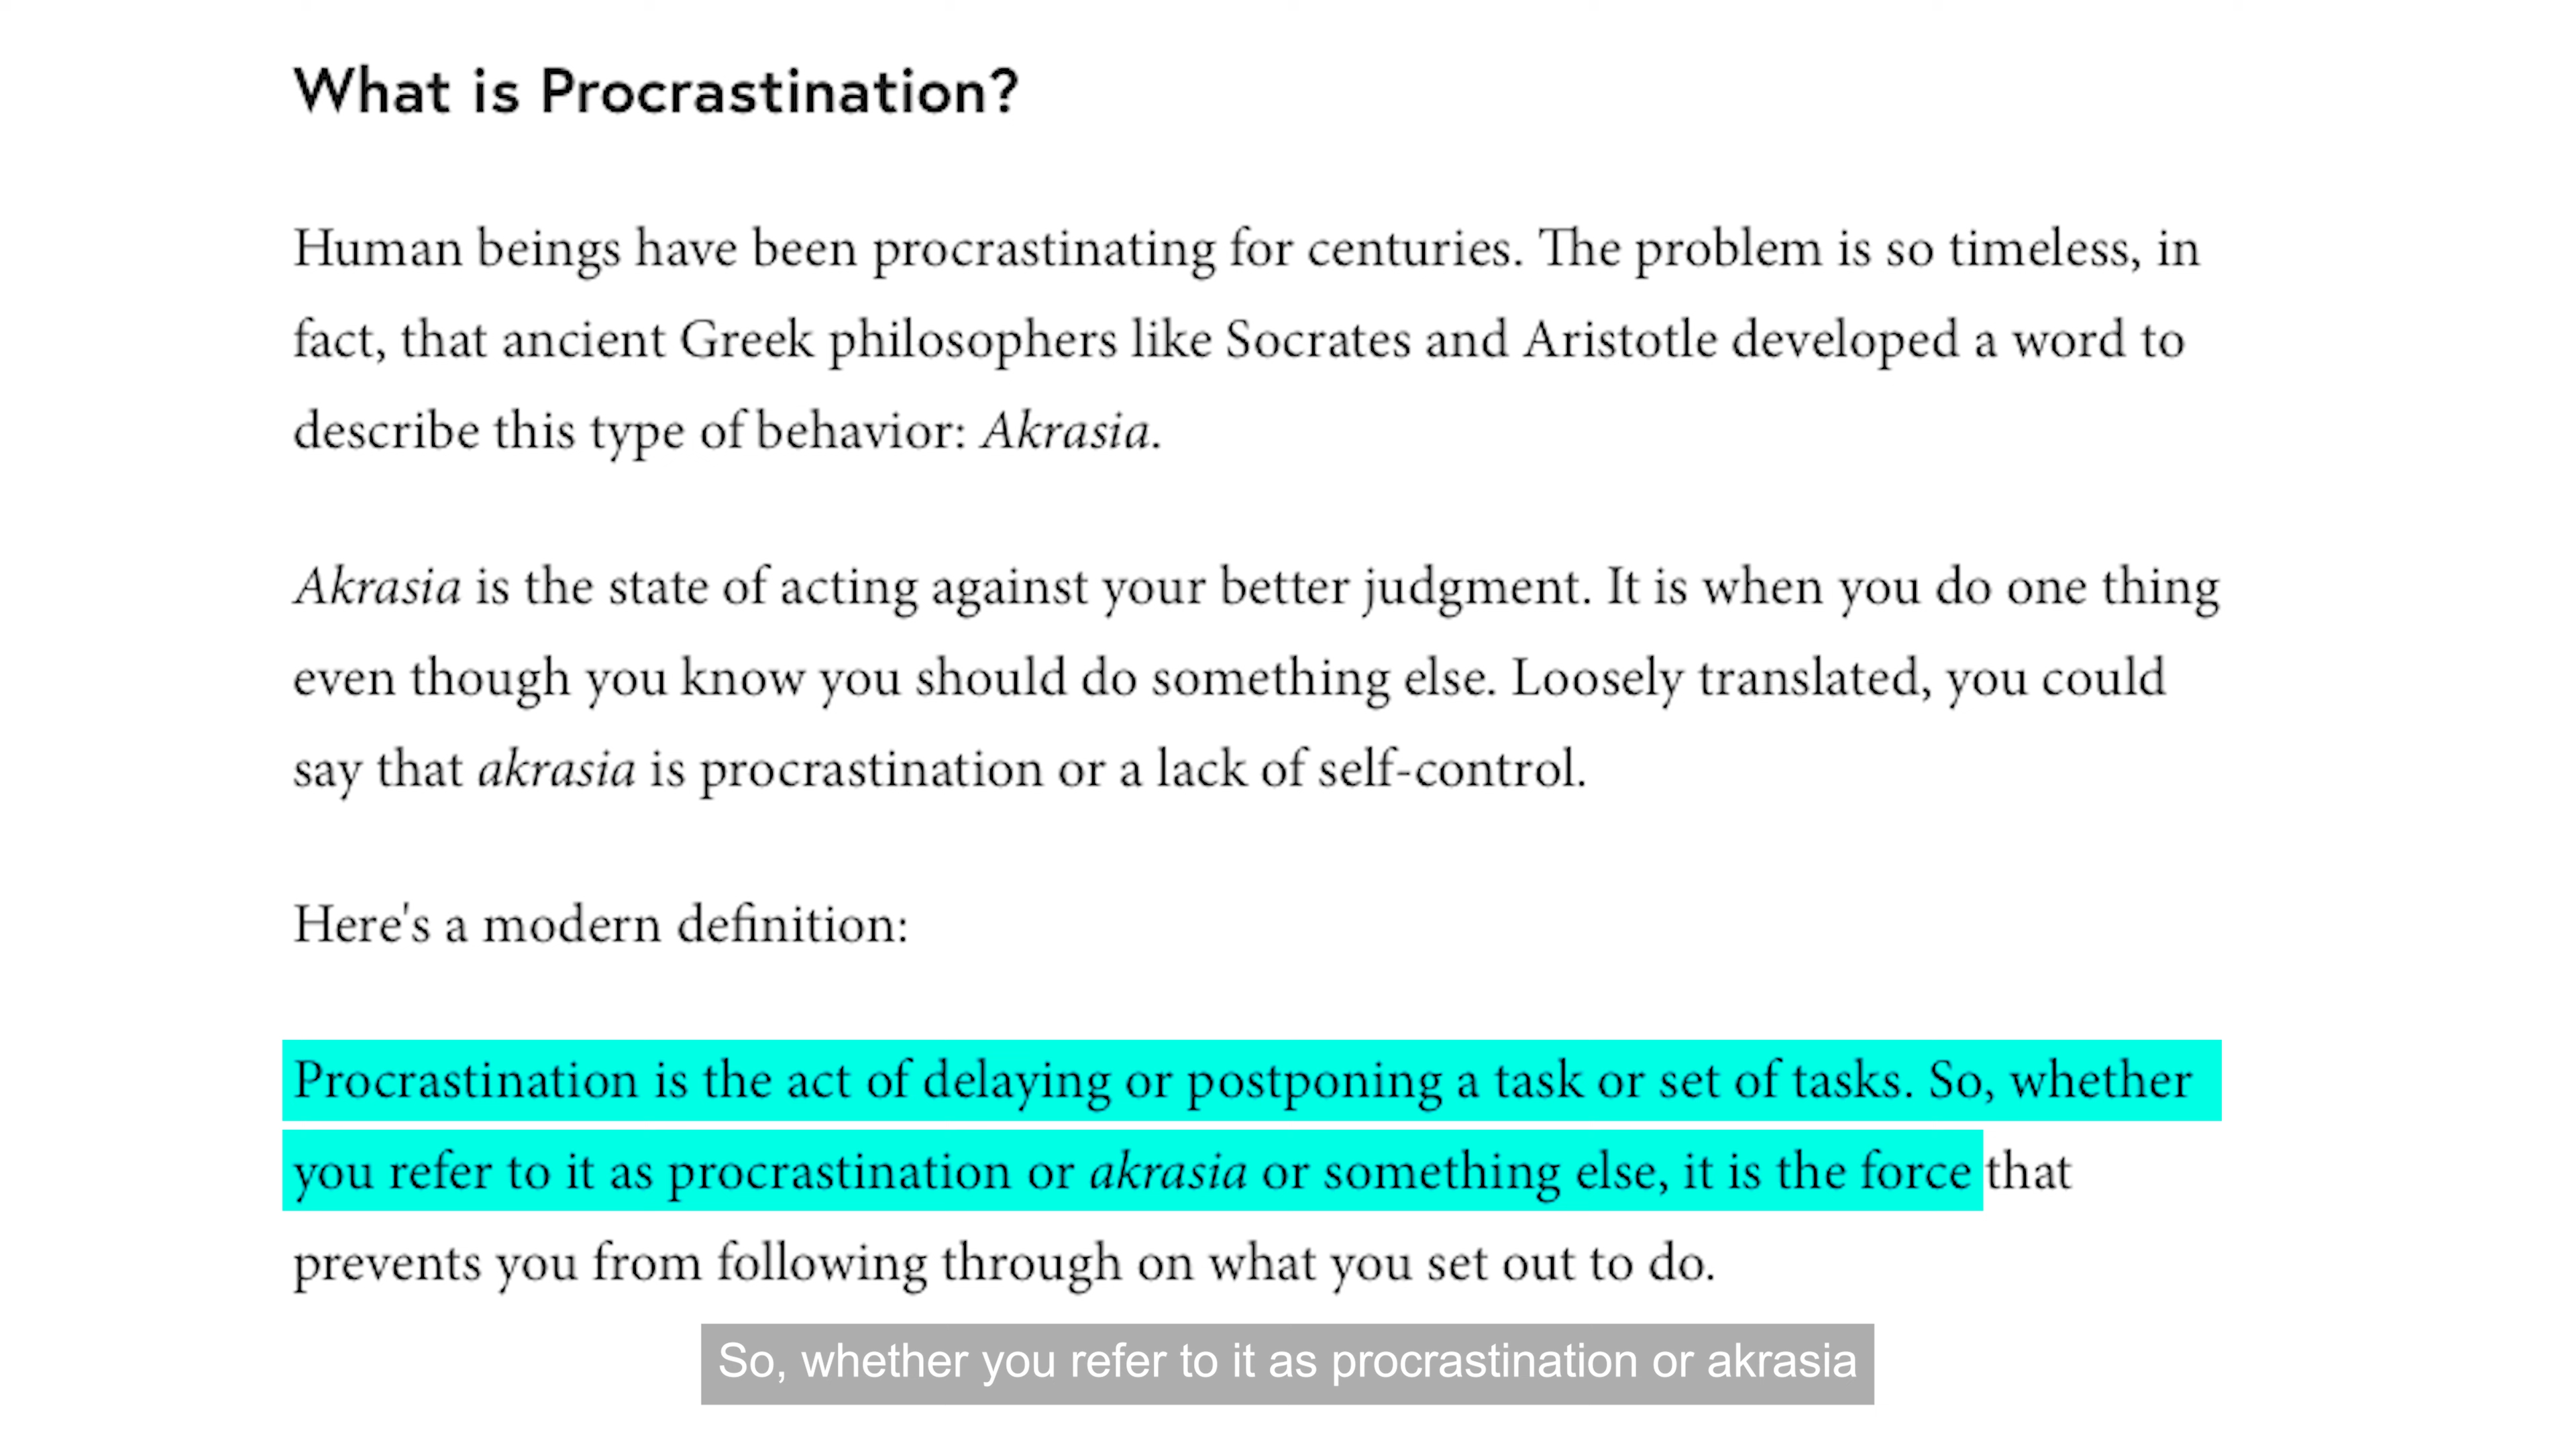 What is Procrastination?
Human beings have been procrastinating for centuries. The problem is so timeless, in
fact, that ancient Greek philosophers like Socrates and Aristotle developed a word to
describe this type of behavior: Akrasia.
Akrasia is the state of acting against your better judgment. It is when you do one thing
even though you know you should do something else. Loosely translated, you could
say that akrasia is procrastination or a lack of self-control.
Here's a modern definition:
Procrastination is the act of delaying or postponing a task or set of tasks. So, whether
you refer to it as procrastination or akrasia or something else, it is the force that
prevents you from following through on what you set out to do.
So, whether you refer to it as procrastination or akrasia